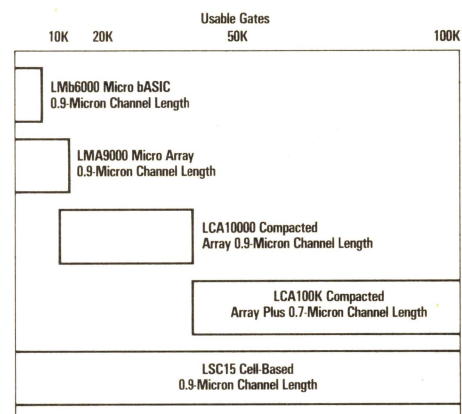 Usable Gates
10K 20K 50K 100K
LMb6000 Micro bASIC
0.9-Micron Channel Length
LMA9000 Micro Array
0.9-Micron Channel Length
LCA10000 Compacted
Array 0.9-Micron Channel Length
LCA100K Compacted
Array Plus 0.7-Micron Channel Length
LSC15 Cell-Based
0.9-Micron Channel Length